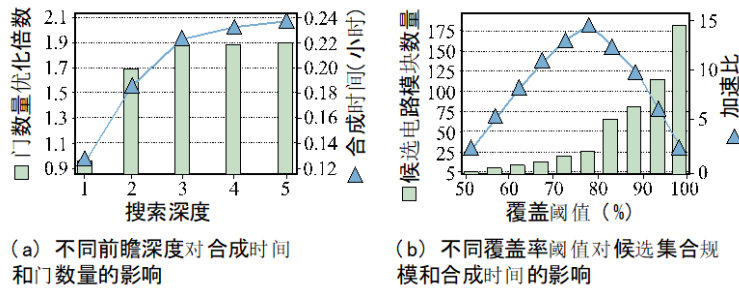 门数量优化倍数
2.1
1.9
1.7
1.5
1.3
1.1
0.9
1 2 3 4 5
搜索深度
0.24
0.22
0.20
0.18
0.16
0.14
0.12
合成时间(小时)
(a) 不同前瞻深度对合成时间
和门数量的影响
候选电路模块数量
175
150
125
100
75
50
25
5
50 60 70 80 90 100
覆盖阈值(%)
15
10
5
0
加速比
(b) 不同覆盖率阈值对候选集合规
模和合成时间的影响